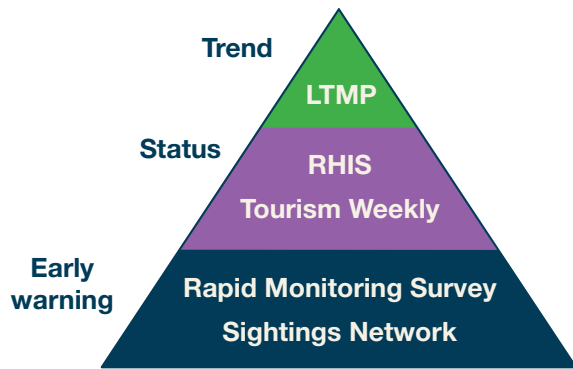 Trend
LTMP
Status
RHIS
Tourism Weekly
Early
warning
Rapid Monitoring Survey
Sightings Network